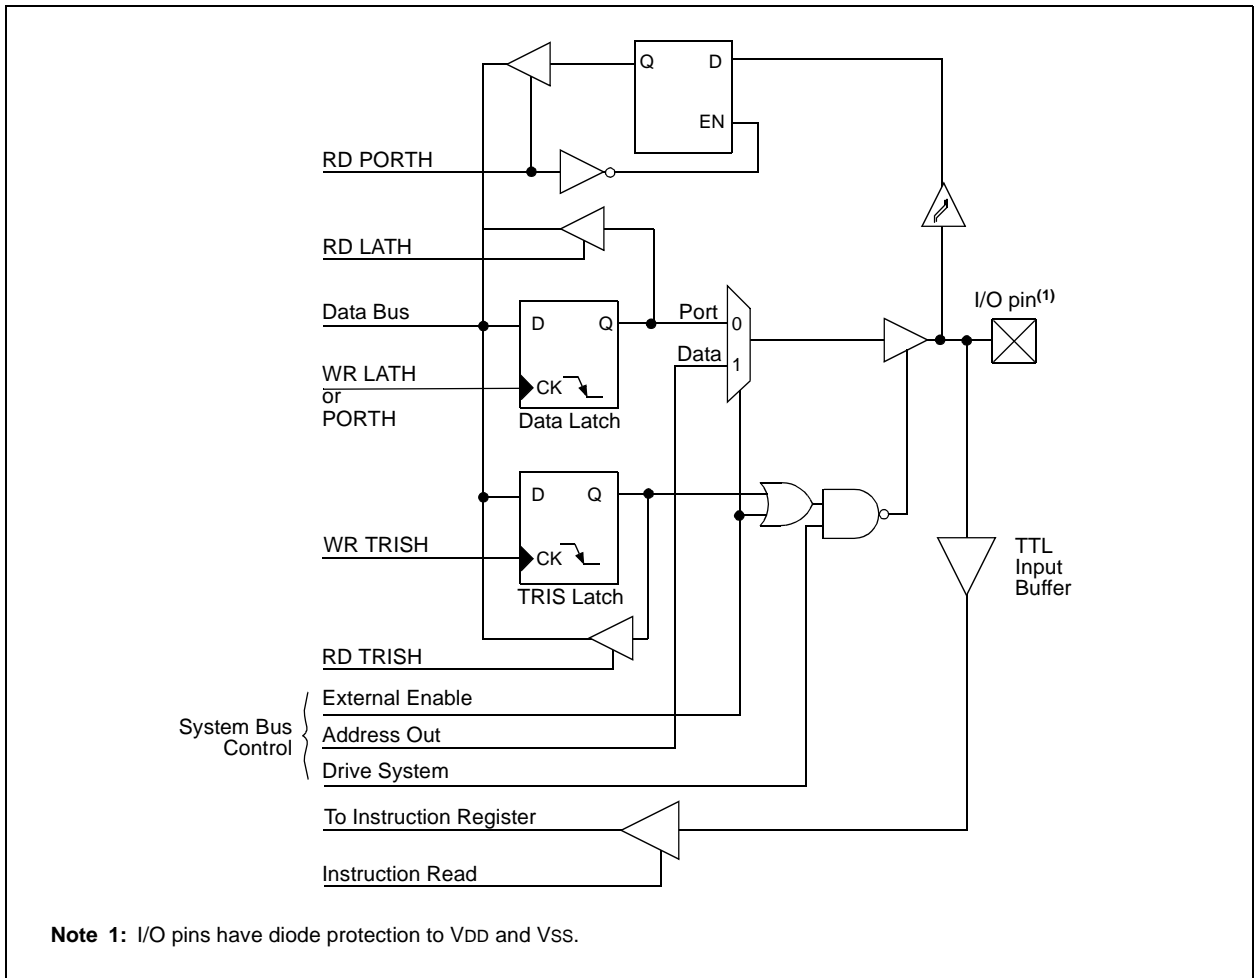 Q D
EN
RD PORTH
RD LATH
I/O pin(1)
Data Bus
D Q
Port
0
Data
1
WR LATH
or
PORTH
CK
Data Latch
D Q
WR TRISH
CK
TRIS Latch
TTL
Input
Buffer
RD TRISH
External Enable
System Bus
Control
Address Out
Drive System
To Instruction Register
Instruction Read
Note 1: I/O pins have diode protection to VDD and VSS.